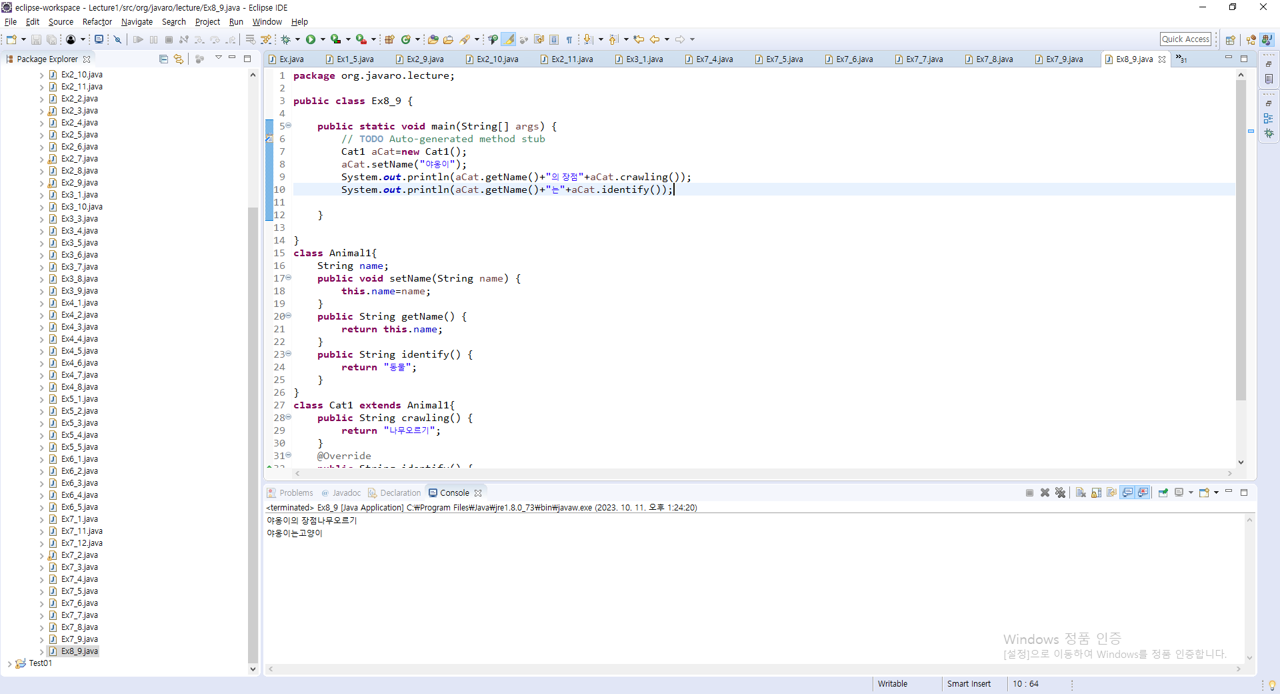 eclipse-workspace - Lecture1/src/org/javaro/lecture/Ex8_9.java - Eclipse IDE
File Edit Source Refactor Navigate Search Project Run Window Help
Quick Access
Package Explorer
Ex2_10.java
Ex2_11.java
Ex2_2.java
Ex2_3.java
Ex2_4.java
Ex2_5.java
Ex2_6.java
Ex2_7.java
Ex2_8.java
Ex2_9.java
Ex3_1.java
Ex3_10.java
Ex3_3.java
Ex3_4.java
Ex3_5.java
Ex3_6.java
Ex3_7.java
Ex3_8.java
Ex3_9.java
Ex4_1.java
Ex4_2.java
Ex4_3.java
Ex4_4.java
Ex4_5.java
Ex4_6.java
Ex4_7.java
Ex4_8.java
Ex5_1.java
Ex5_2.java
Ex5_3.java
Ex5_4.java
Ex5_5.java
Ex6_1.java
Ex6_2.java
Ex6_3.java
Ex6_4.java
Ex6_5.java
Ex7_1.java
Ex7_11.java
Ex7_12.java
Ex7_2.java
Ex7_3.java
Ex7_4.java
Ex7_5.java
Ex7_6.java
Ex7_7.java
Ex7_8.java
Ex7_9.java
Ex8_9.java
Test01
Ex.java Ex1_5.java Ex2_9.java Ex2_10.java Ex2_11.java Ex3_1.java Ex7_4.java Ex7_5.java Ex7_6.java Ex7_7.java Ex7_8.java Ex7_9.java Ex8_9.java »31
1 package org.javaro.lecture;
2
3 public class Ex8_9 {
4
5 public static void main(String[] args) {
6 // TODO Auto-generated method stub
7 Cat1 aCat=new Cat1();
8 aCat.setName("야옹이");
9 System.out.println(aCat.getName()+"의 장점"+aCat.crawling());
10 System.out.println(aCat.getName()+"는"+aCat.identify());
11
12 }
13
14 }
15 class Animal1{
16 String name;
17 public void setName(String name) {
18 this.name=name;
19 }
20 public String getName() {
21 return this.name;
22 }
23 public String identify() {
24 return "동물";
25 }
26 }
27 class Cat1 extends Animal1{
28 public String crawling() {
29 return "나무오르기";
30 }
31 @Override
32 public String identify() {
Problems Javadoc Declaration Console
<terminated> Ex8_9 [Java Application] C:₩Program Files₩Java₩jre1.8.0_73₩bin₩javaw.exe (2023. 10. 11. 오후 1:24:20)
야옹이의 장점나무오르기
야옹이는고양이
Windows 정품 인증
[설정]으로 이동하여 Windows를 정품 인증합니다.
Writable Smart Insert 10 : 64